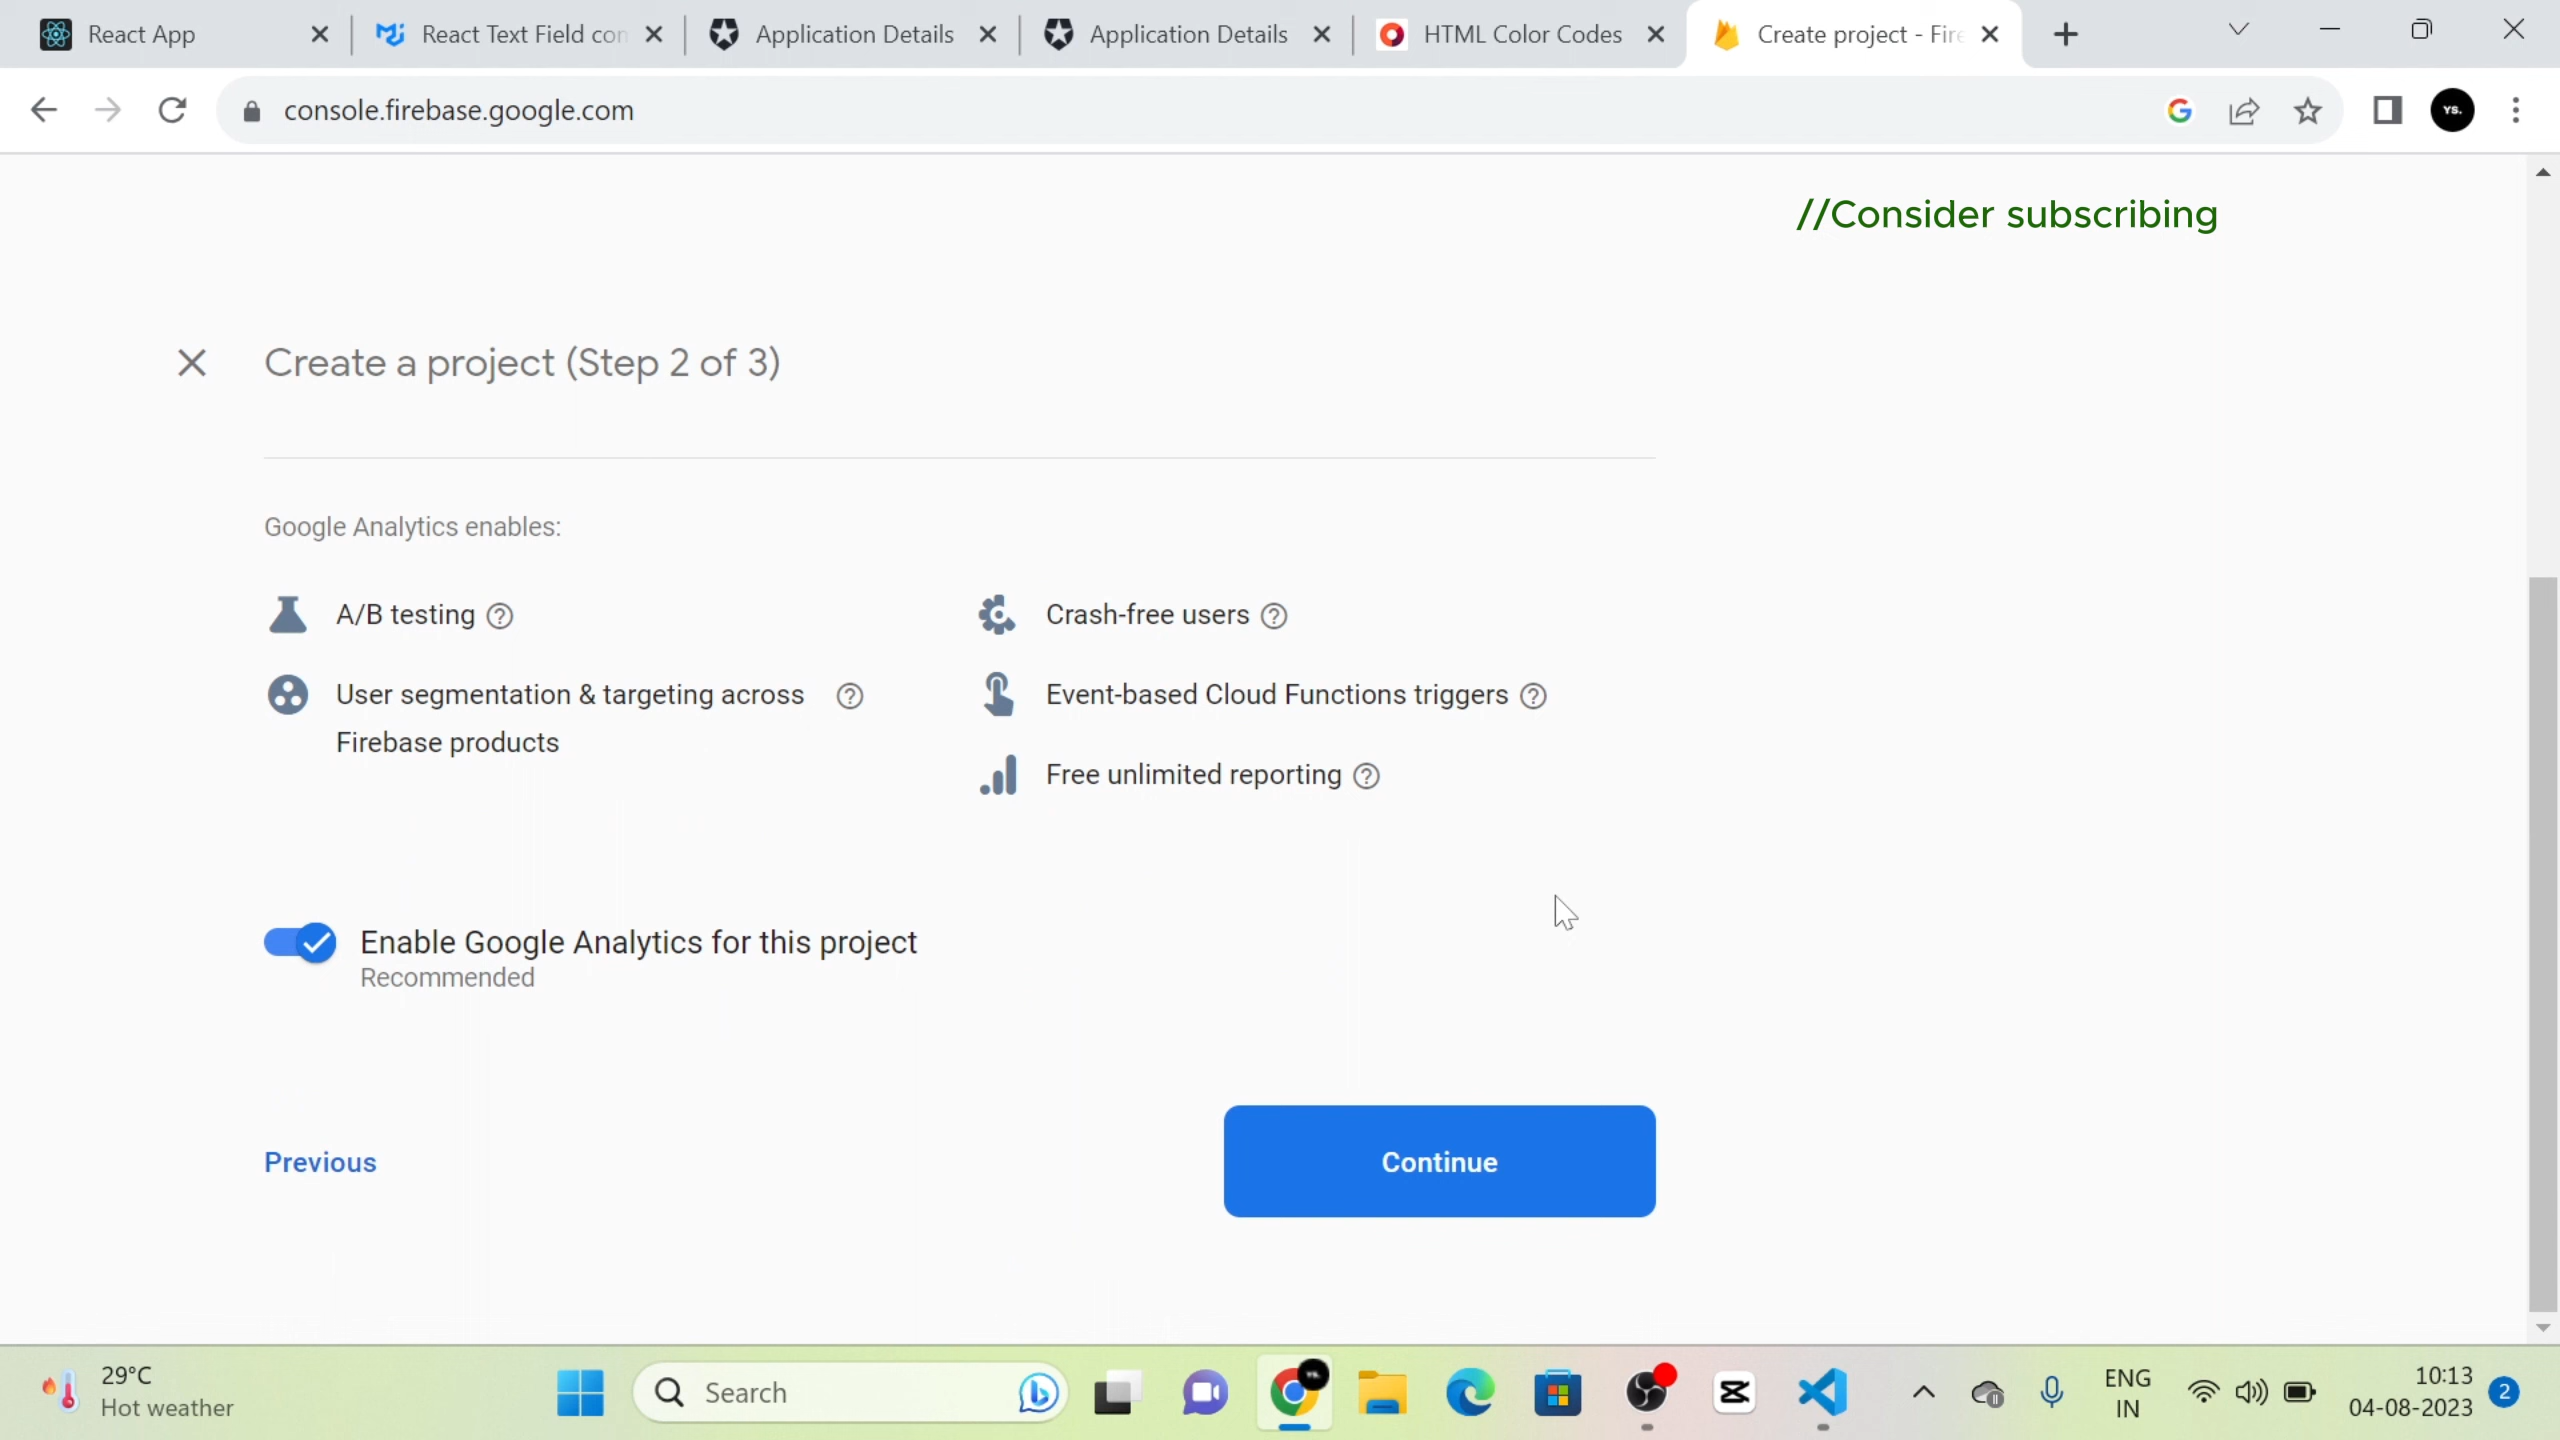 React App
React Text Field con
Application Details
Application Details
HTML Color Codes
Create project - Fire
console.firebase.google.com
YS.
//Consider subscribing
Create a project (Step 2 of 3)
Google Analytics enables:
A/B testing
Crash-free users
User segmentation & targeting across
Firebase products
Event-based Cloud Functions triggers
Free unlimited reporting
Enable Google Analytics for this project
Recommended
Previous
Continue
29°C
Hot weather
Search
ENG
IN
10:13
04-08-2023
2